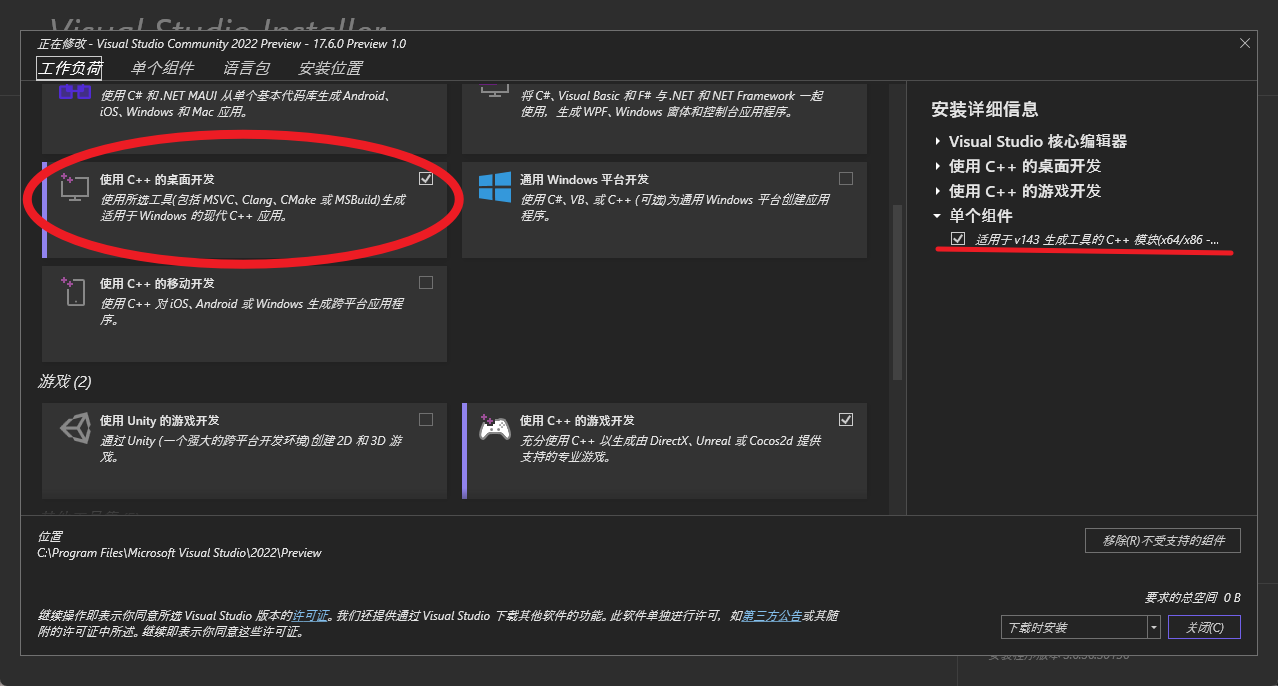 Visual Studio Installer
正在修改 - Visual Studio Community 2022 Preview - 17.6.0 Preview 1.0
工作负荷 单个组件 语言包 安装位置
使用 C# 和 .NET MAUI 从单个基本代码库生成 Android、
iOS、Windows 和 Mac 应用。
将 C#、Visual Basic 和 F# 与 .NET 和 NET Framework 一起
使用，生成 WPF、Windows 窗体和控制台应用程序。
使用 C++ 的桌面开发
使用所选工具(包括 MSVC、Clang、CMake 或 MSBuild)生成
适用于 Windows 的现代 C++ 应用。
通用 Windows 平台开发
使用 C#、VB、或 C++ (可选)为通用 Windows 平台创建应用
程序。
使用 C++ 的移动开发
使用 C++ 对 iOS、Android 或 Windows 生成跨平台应用程
序。
游戏 (2)
使用 Unity 的游戏开发
通过 Unity (一个强大的跨平台开发环境)创建 2D 和 3D 游
戏。
使用 C++ 的游戏开发
充分使用 C++ 以生成由 DirectX、Unreal 或 Cocos2d 提供
支持的专业游戏。
安装详细信息
Visual Studio 核心编辑器
使用 C++ 的桌面开发
使用 C++ 的游戏开发
单个组件
适用于 v143 生成工具的 C++ 模块(x64/x86 -...
位置
C:\Program Files\Microsoft Visual Studio\2022\Preview
移除(R)不受支持的组件
继续操作即表示你同意所选 Visual Studio 版本的许可证。我们还提供通过 Visual Studio 下载其他软件的功能。此软件单独进行许可，如第三方公告或其随
附的许可证中所述。继续即表示你同意这些许可证。
要求的总空间 0 B
下载时安装
关闭(C)